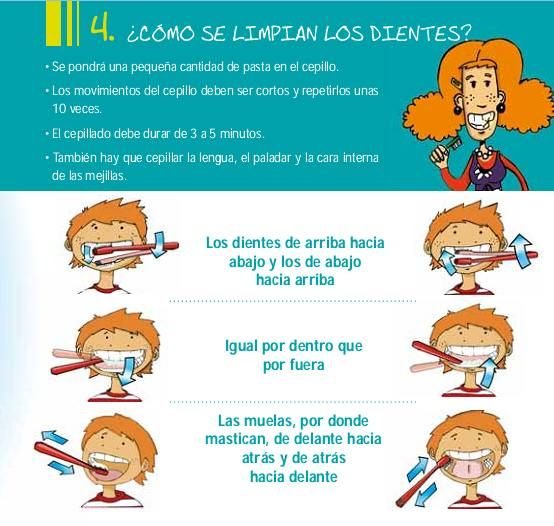 4. ¿CÓMO SE LIMPIAN LOS DIENTES?
• Se pondrá una pequeña cantidad de pasta en el cepillo.
• Los movimientos del cepillo deben ser cortos y repetirlos unas
10 veces.
• El cepillado debe durar de 3 a 5 minutos.
• También hay que cepillar la lengua, el paladar y la cara interna
de las mejillas.
Los dientes de arriba hacia
abajo y los de abajo
hacia arriba
Igual por dentro que
por fuera
Las muelas, por donde
mastican, de delante hacia
atrás y de atrás
hacia delante